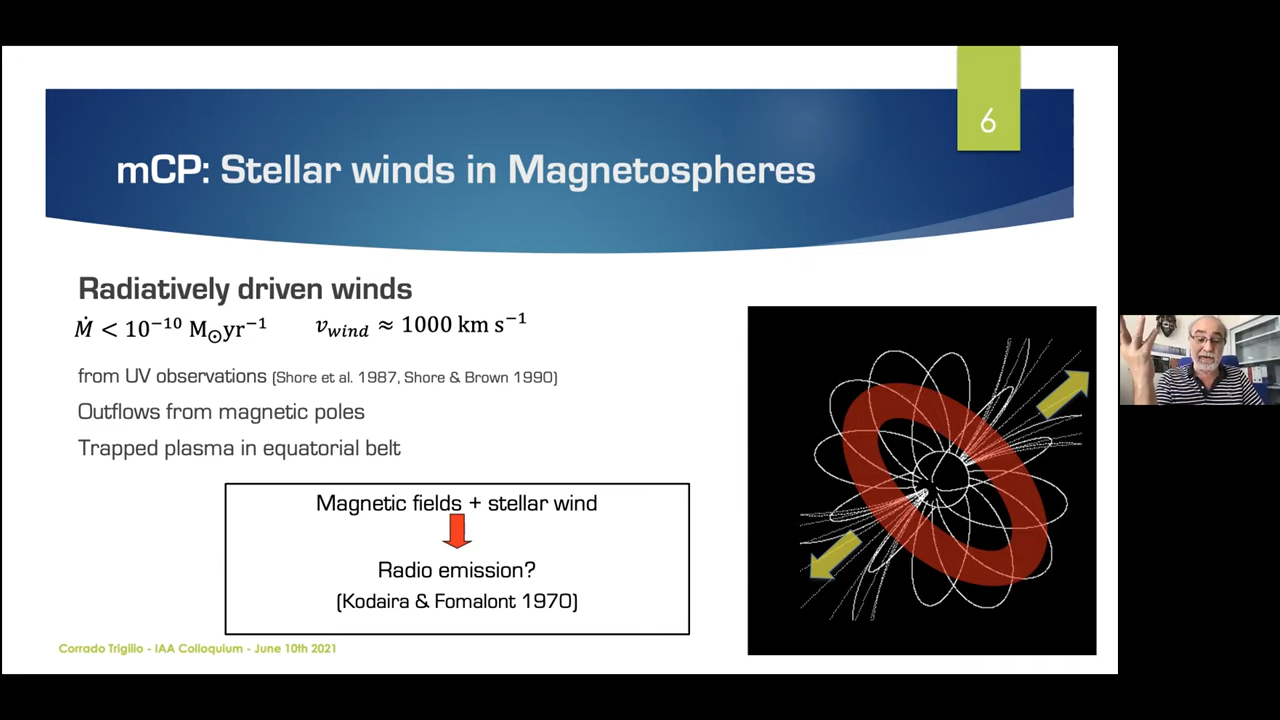 6
mCP: Stellar winds in Magnetospheres
Radiatively driven winds
Ṁ < 10⁻¹⁰ M☉yr⁻¹ v_wind ≈ 1000 km s⁻¹
from UV observations (Shore et al. 1987, Shore & Brown 1990)
Outflows from magnetic poles
Trapped plasma in equatorial belt
Magnetic fields + stellar wind
Radio emission?
(Kodaira & Fomalont 1970)
Corrado Trigilio - IAA Colloquium - June 10th 2021